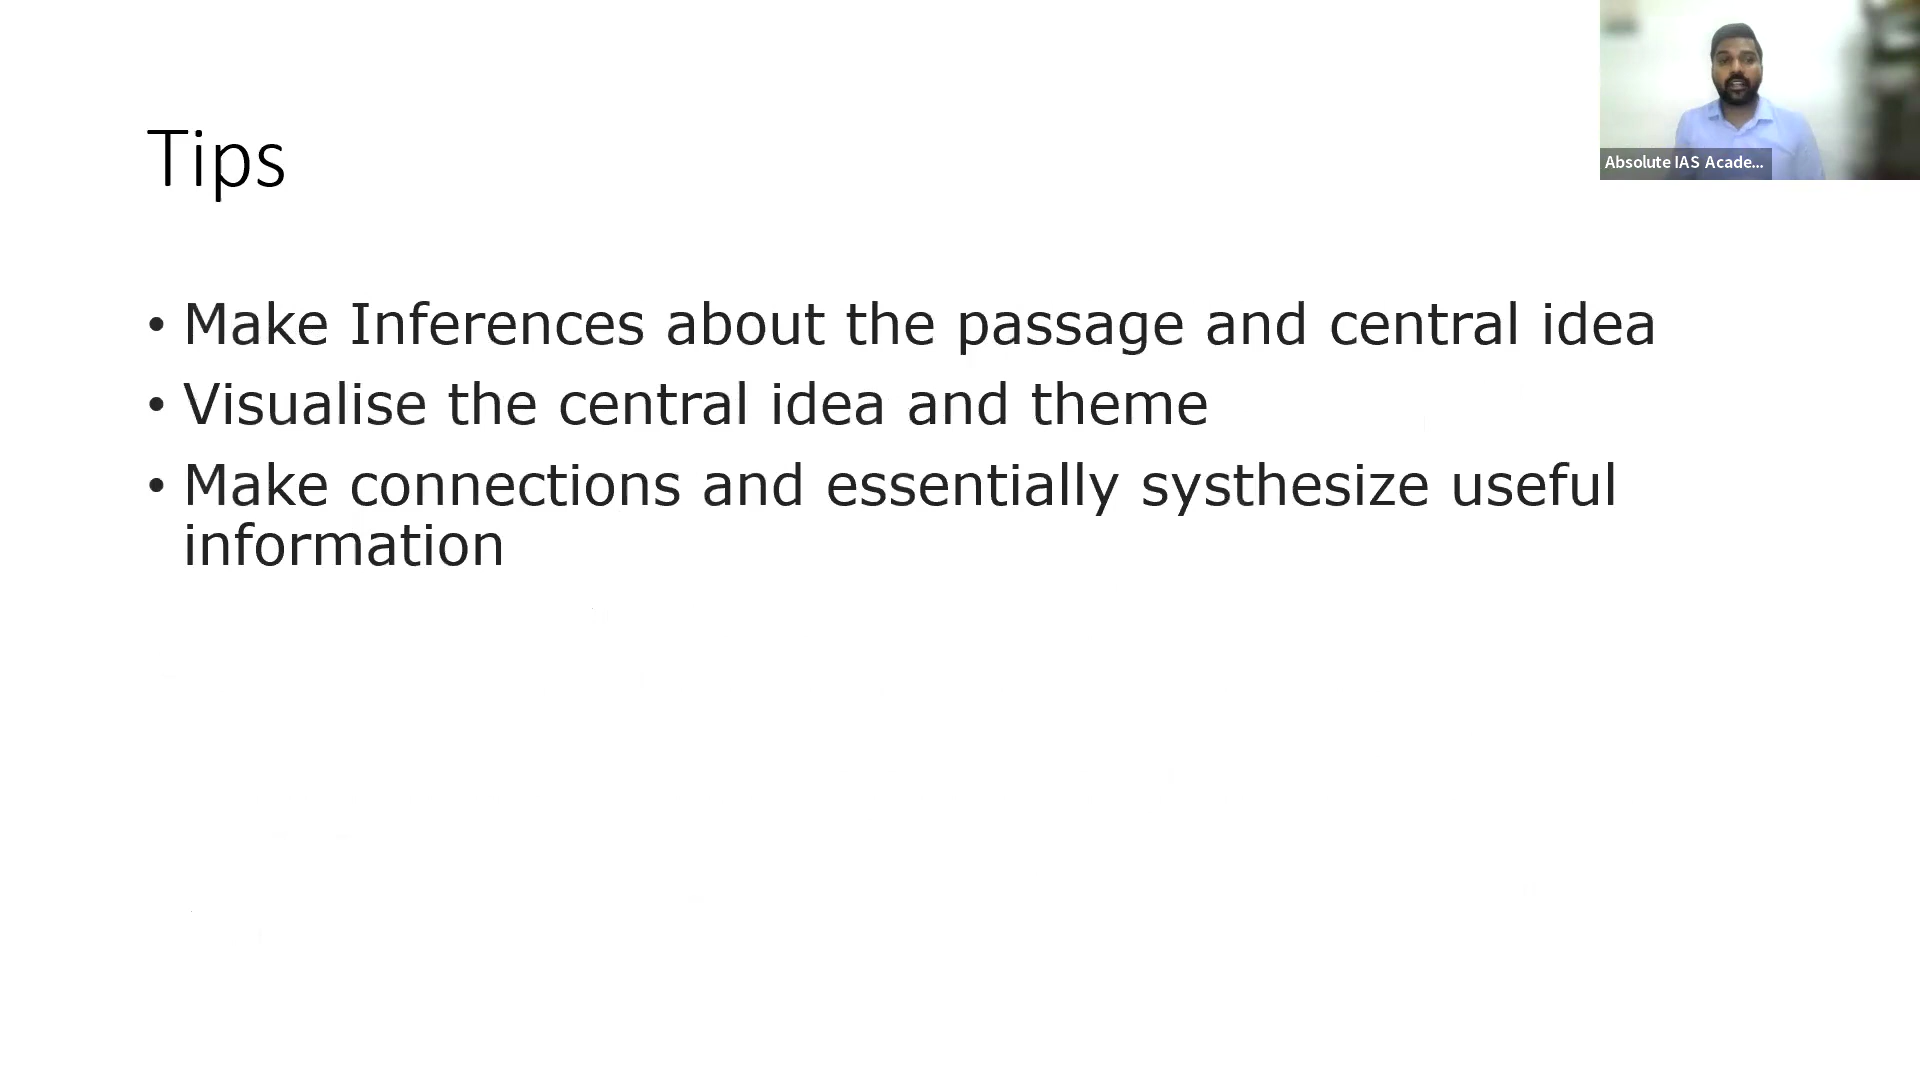 Absolute IAS Acade...
Tips
• Make Inferences about the passage and central idea
• Visualise the central idea and theme
• Make connections and essentially systhesize useful
information